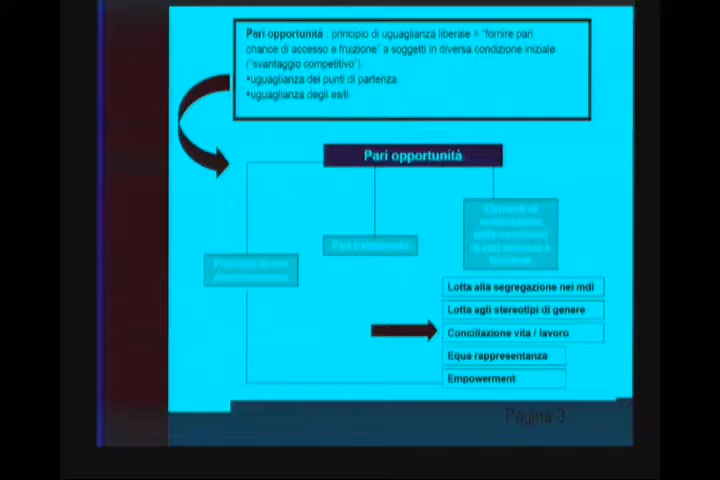 Pari opportunità : principio di uguaglianza liberale = "fornire pari
chance di accesso e fruizione" a soggetti in diversa condizione iniziale
("svantaggio competitivo").
•uguaglianza dei punti di partenza
•uguaglianza degli esiti
Pari opportunità
Pari trattamento
Lotta alla segregazione nei mdl
Lotta agli stereotipi di genere
Conciliazione vita / lavoro
Equa rappresentanza
Empowerment
Pagina 3